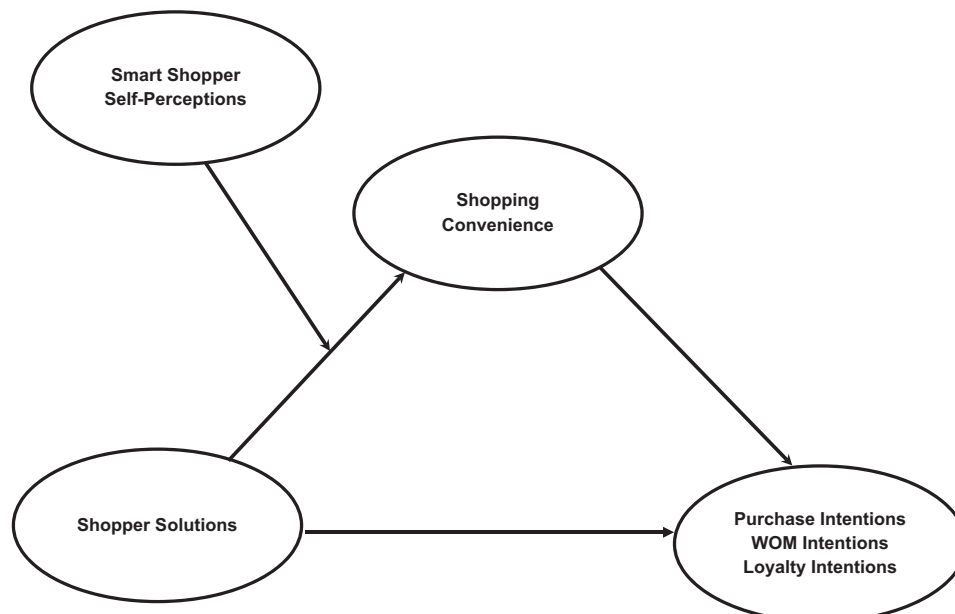 Smart Shopper
Self-Perceptions
Shopping
Convenience
Shopper Solutions
Purchase Intentions
WOM Intentions
Loyalty Intentions